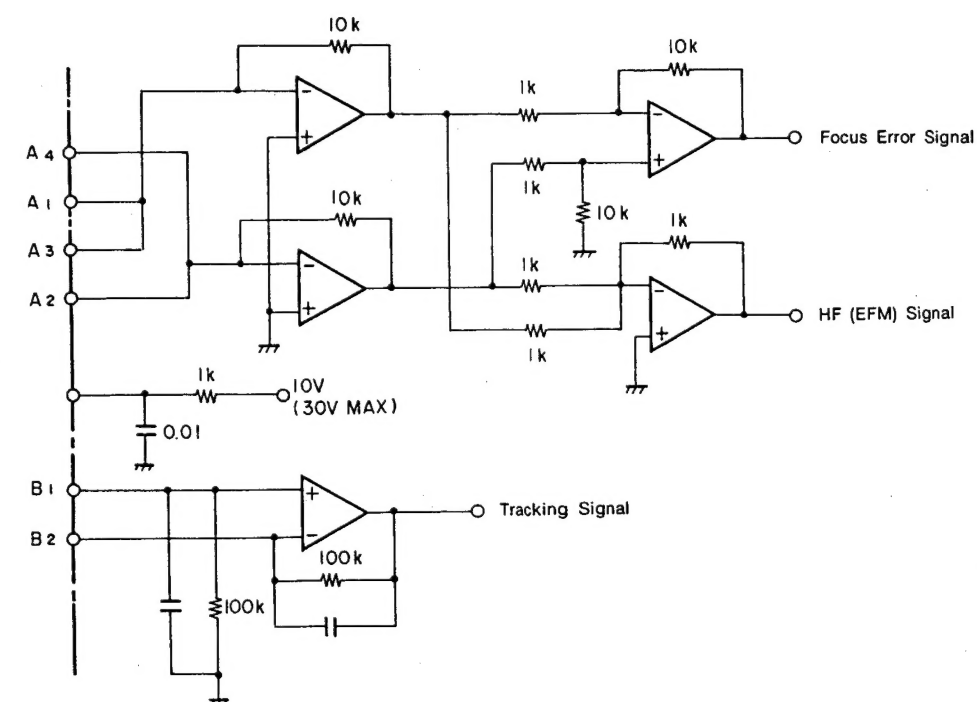 10k
10k
1k
A4
Focus Error Signal
1k
A1
10k
10k
1k
A3
1k
A2
HF (EFM) Signal
1k
1k
10V
(30V MAX)
0.01
B1
Tracking Signal
B2
100k
100k
- + - + - + - + + -